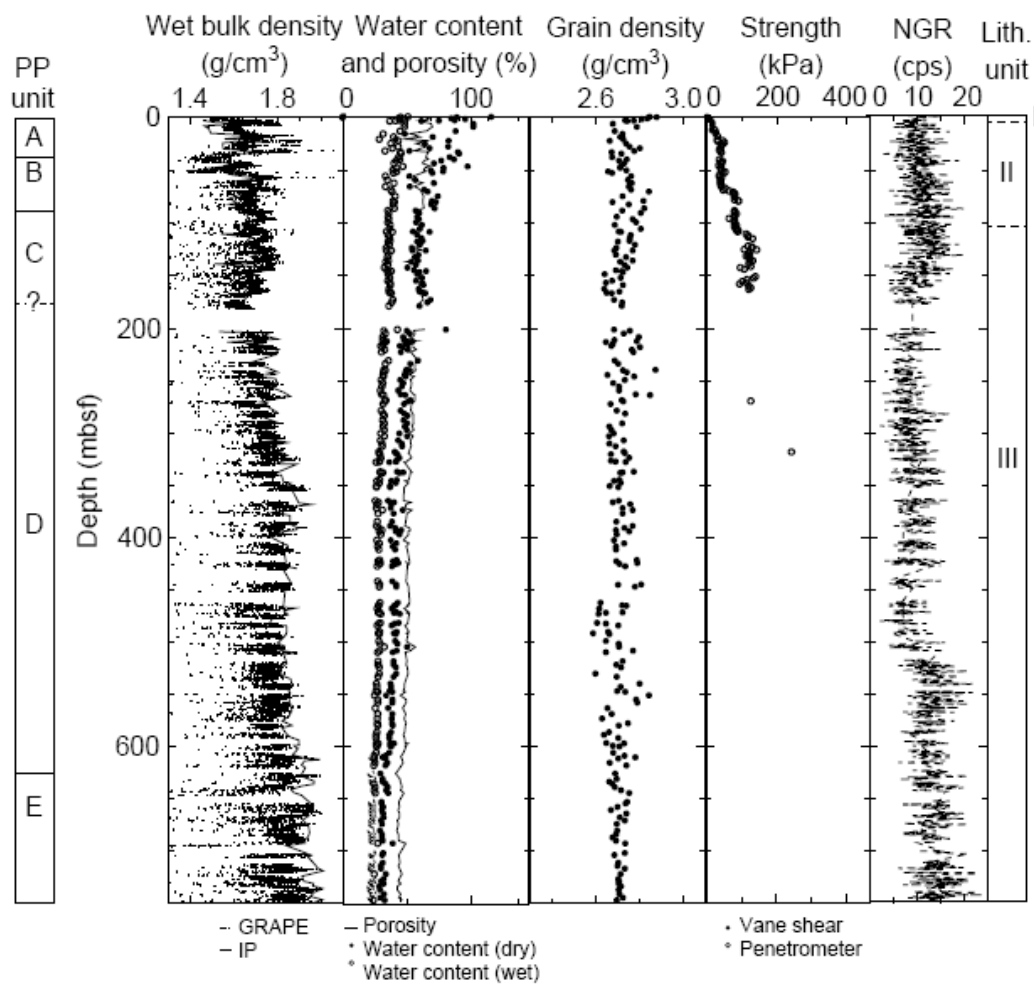 PP
unit
Wet bulk density
(g/cm³)
Water content
and porosity (%)
Grain density
(g/cm³)
Strength
(kPa)
NGR
(cps)
Lith.
unit
1.4 1.8
0 100
2.6 3.0
0 200 400
0 10 20
0
200
400
600
Depth (mbsf)
A
B
C
?
D
E
II
III
-- GRAPE
— IP
— Porosity
• Water content (dry)
° Water content (wet)
• Vane shear
° Penetrometer